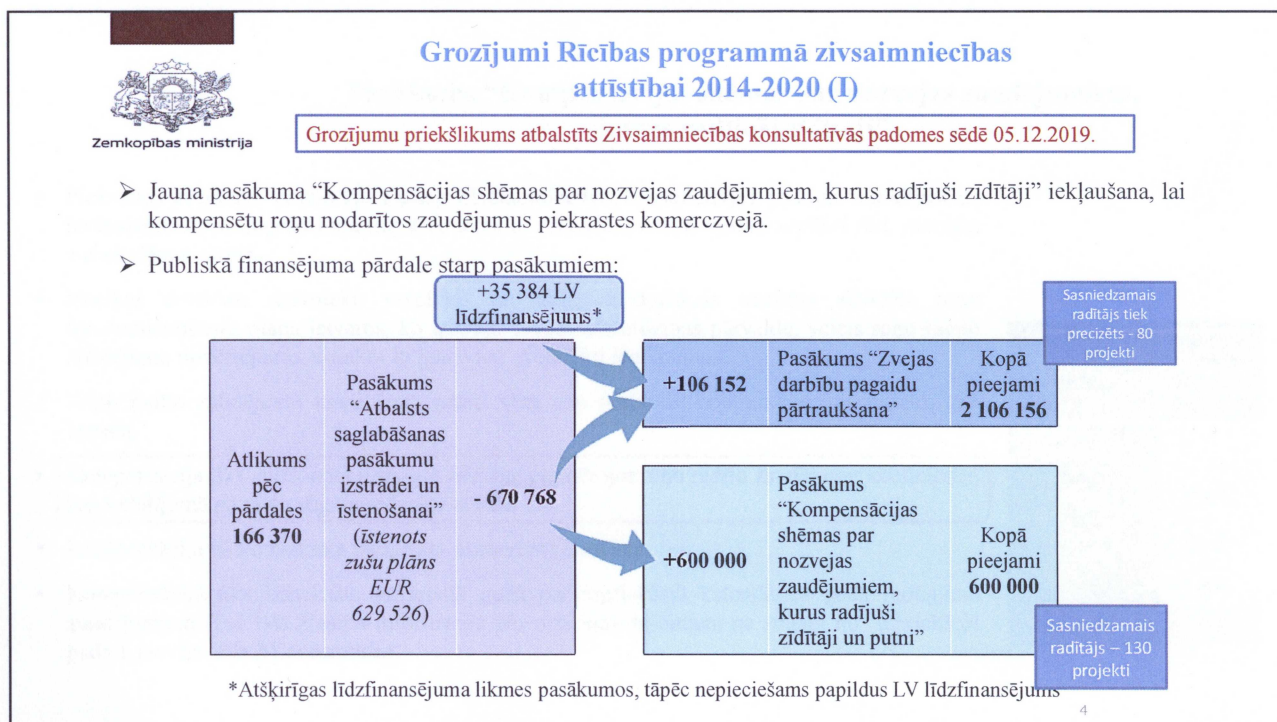 Zemkopības ministrija
Grozījumi Rīcības programmā zivsaimniecības
attīstībai 2014-2020 (I)
Grozījumu priekšlikums atbalstīts Zivsaimniecības konsultatīvās padomes sēdē 05.12.2019.
➢ Jauna pasākuma “Kompensācijas shēmas par nozvejas zaudējumiem, kurus radījuši zīdītāji” iekļaušana, lai
kompensētu roņu nodarītos zaudējumus piekrastes komerczvejā.
➢ Publiskā finansējuma pārdale starp pasākumiem:
+35 384 LV
līdzfinansējums*
Atlikums
pēc
pārdales
166 370
Pasākums
“Atbalsts
saglabāšanas
pasākumu
izstrādei un
īstenošanai”
(īstenots
zušu plāns
EUR
629 526)
- 670 768
+106 152
Pasākums “Zvejas
darbību pagaidu
pārtraukšana”
Kopā
pieejami
2 106 156
Sasniedzamais
radītājs tiek
precizēts - 80
projekti
+600 000
Pasākums
“Kompensācijas
shēmas par
nozvejas
zaudējumiem,
kurus radījuši
zīdītāji un putni”
Kopā
pieejami
600 000
Sasniedzamais
radītājs – 130
projekti
*Atšķirīgas līdzfinansējuma likmes pasākumos, tāpēc nepieciešams papildus LV līdzfinansējums
4